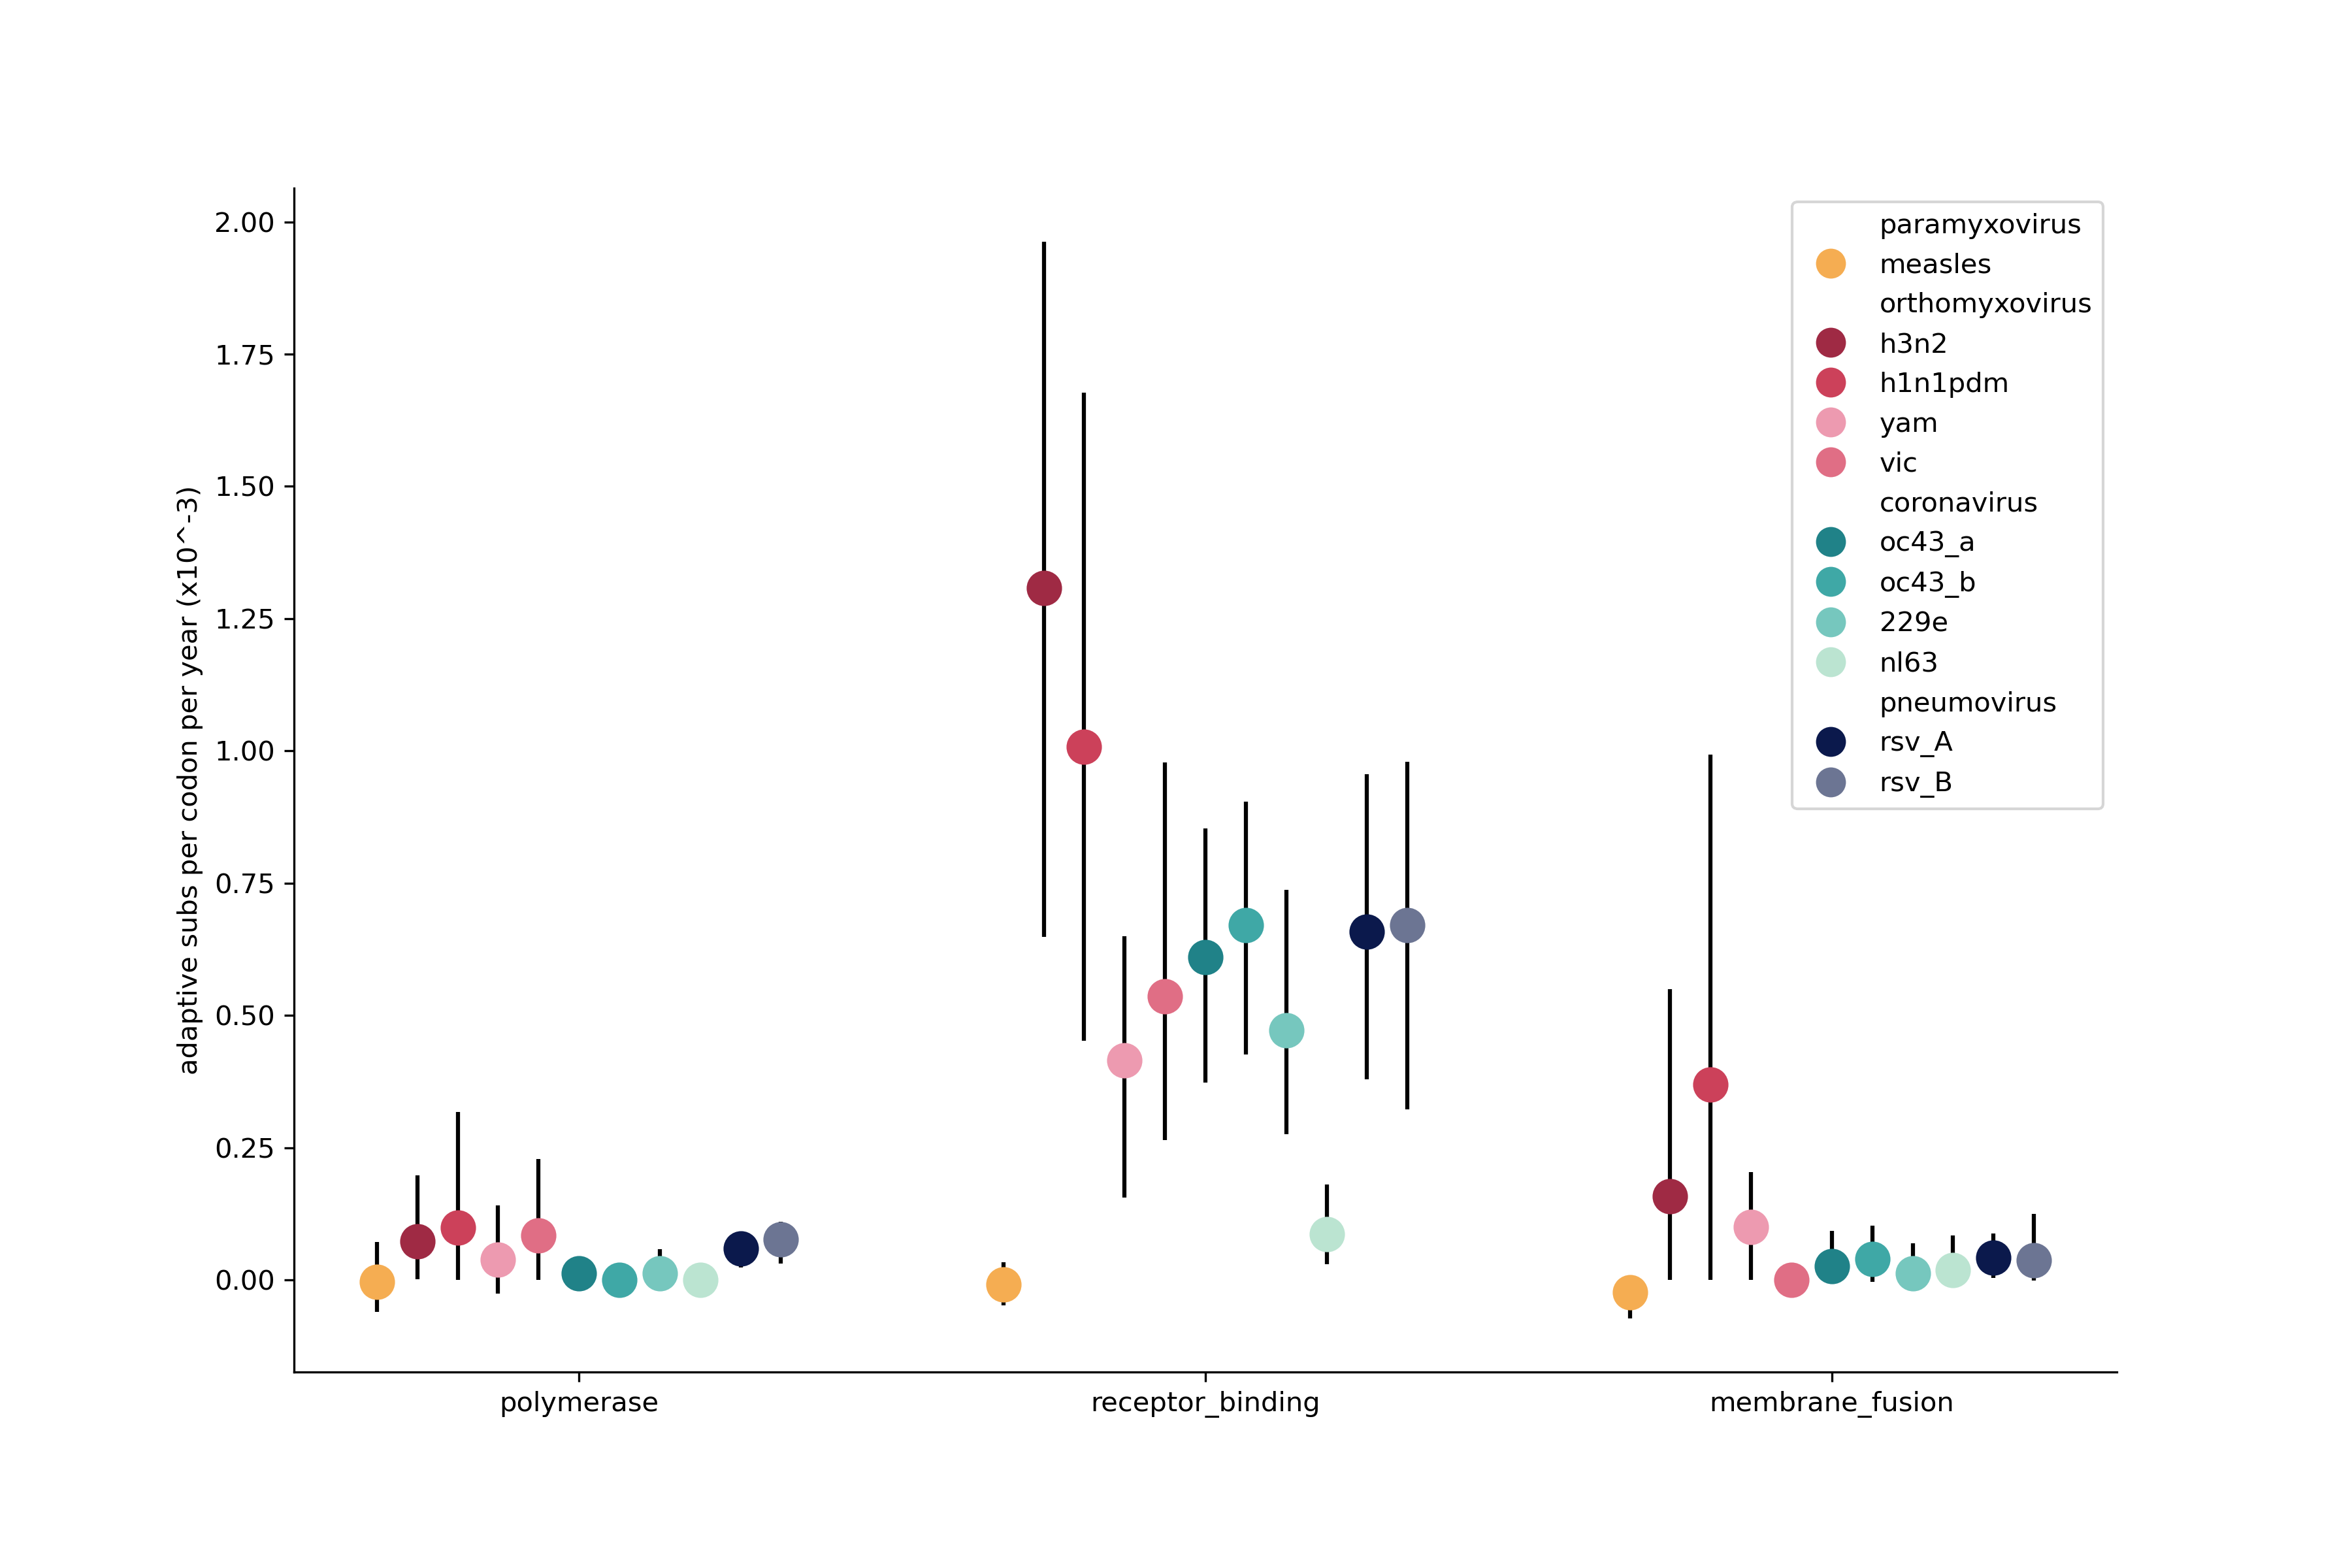 adaptive subs per codon per year (x10^-3)
2.00
1.75
1.50
1.25
1.00
0.75
0.50
0.25
0.00
polymerase
receptor_binding
membrane_fusion
paramyxovirus
measles
orthomyxovirus
h3n2
h1n1pdm
yam
vic
coronavirus
oc43_a
oc43_b
229e
nl63
pneumovirus
rsv_A
rsv_B